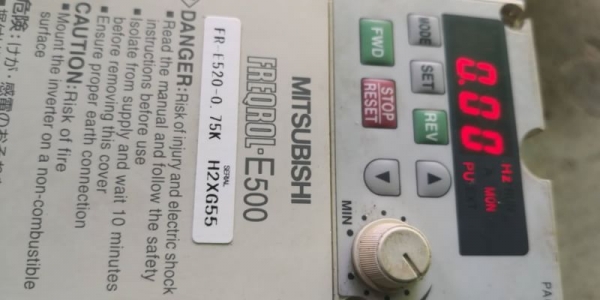 0.00
Hz
MON
PU
MODE
SET
REV
FWD
STOP
RESET
MIN
PA
MITSUBISHI
FREQROL-E500
SERIAL
FR-E520-0.75K H2XG55
DANGER:Risk of injury and electric shock
▪Read the manual and follow the safety
instructions before use
▪Isolate from supply and wait 10 minutes
before removing this cover
▪Ensure proper earth connection
CAUTION:Risk of fire
▪Mount the inverter on a non-combustible
surface
危険:けが・感電のおそれ